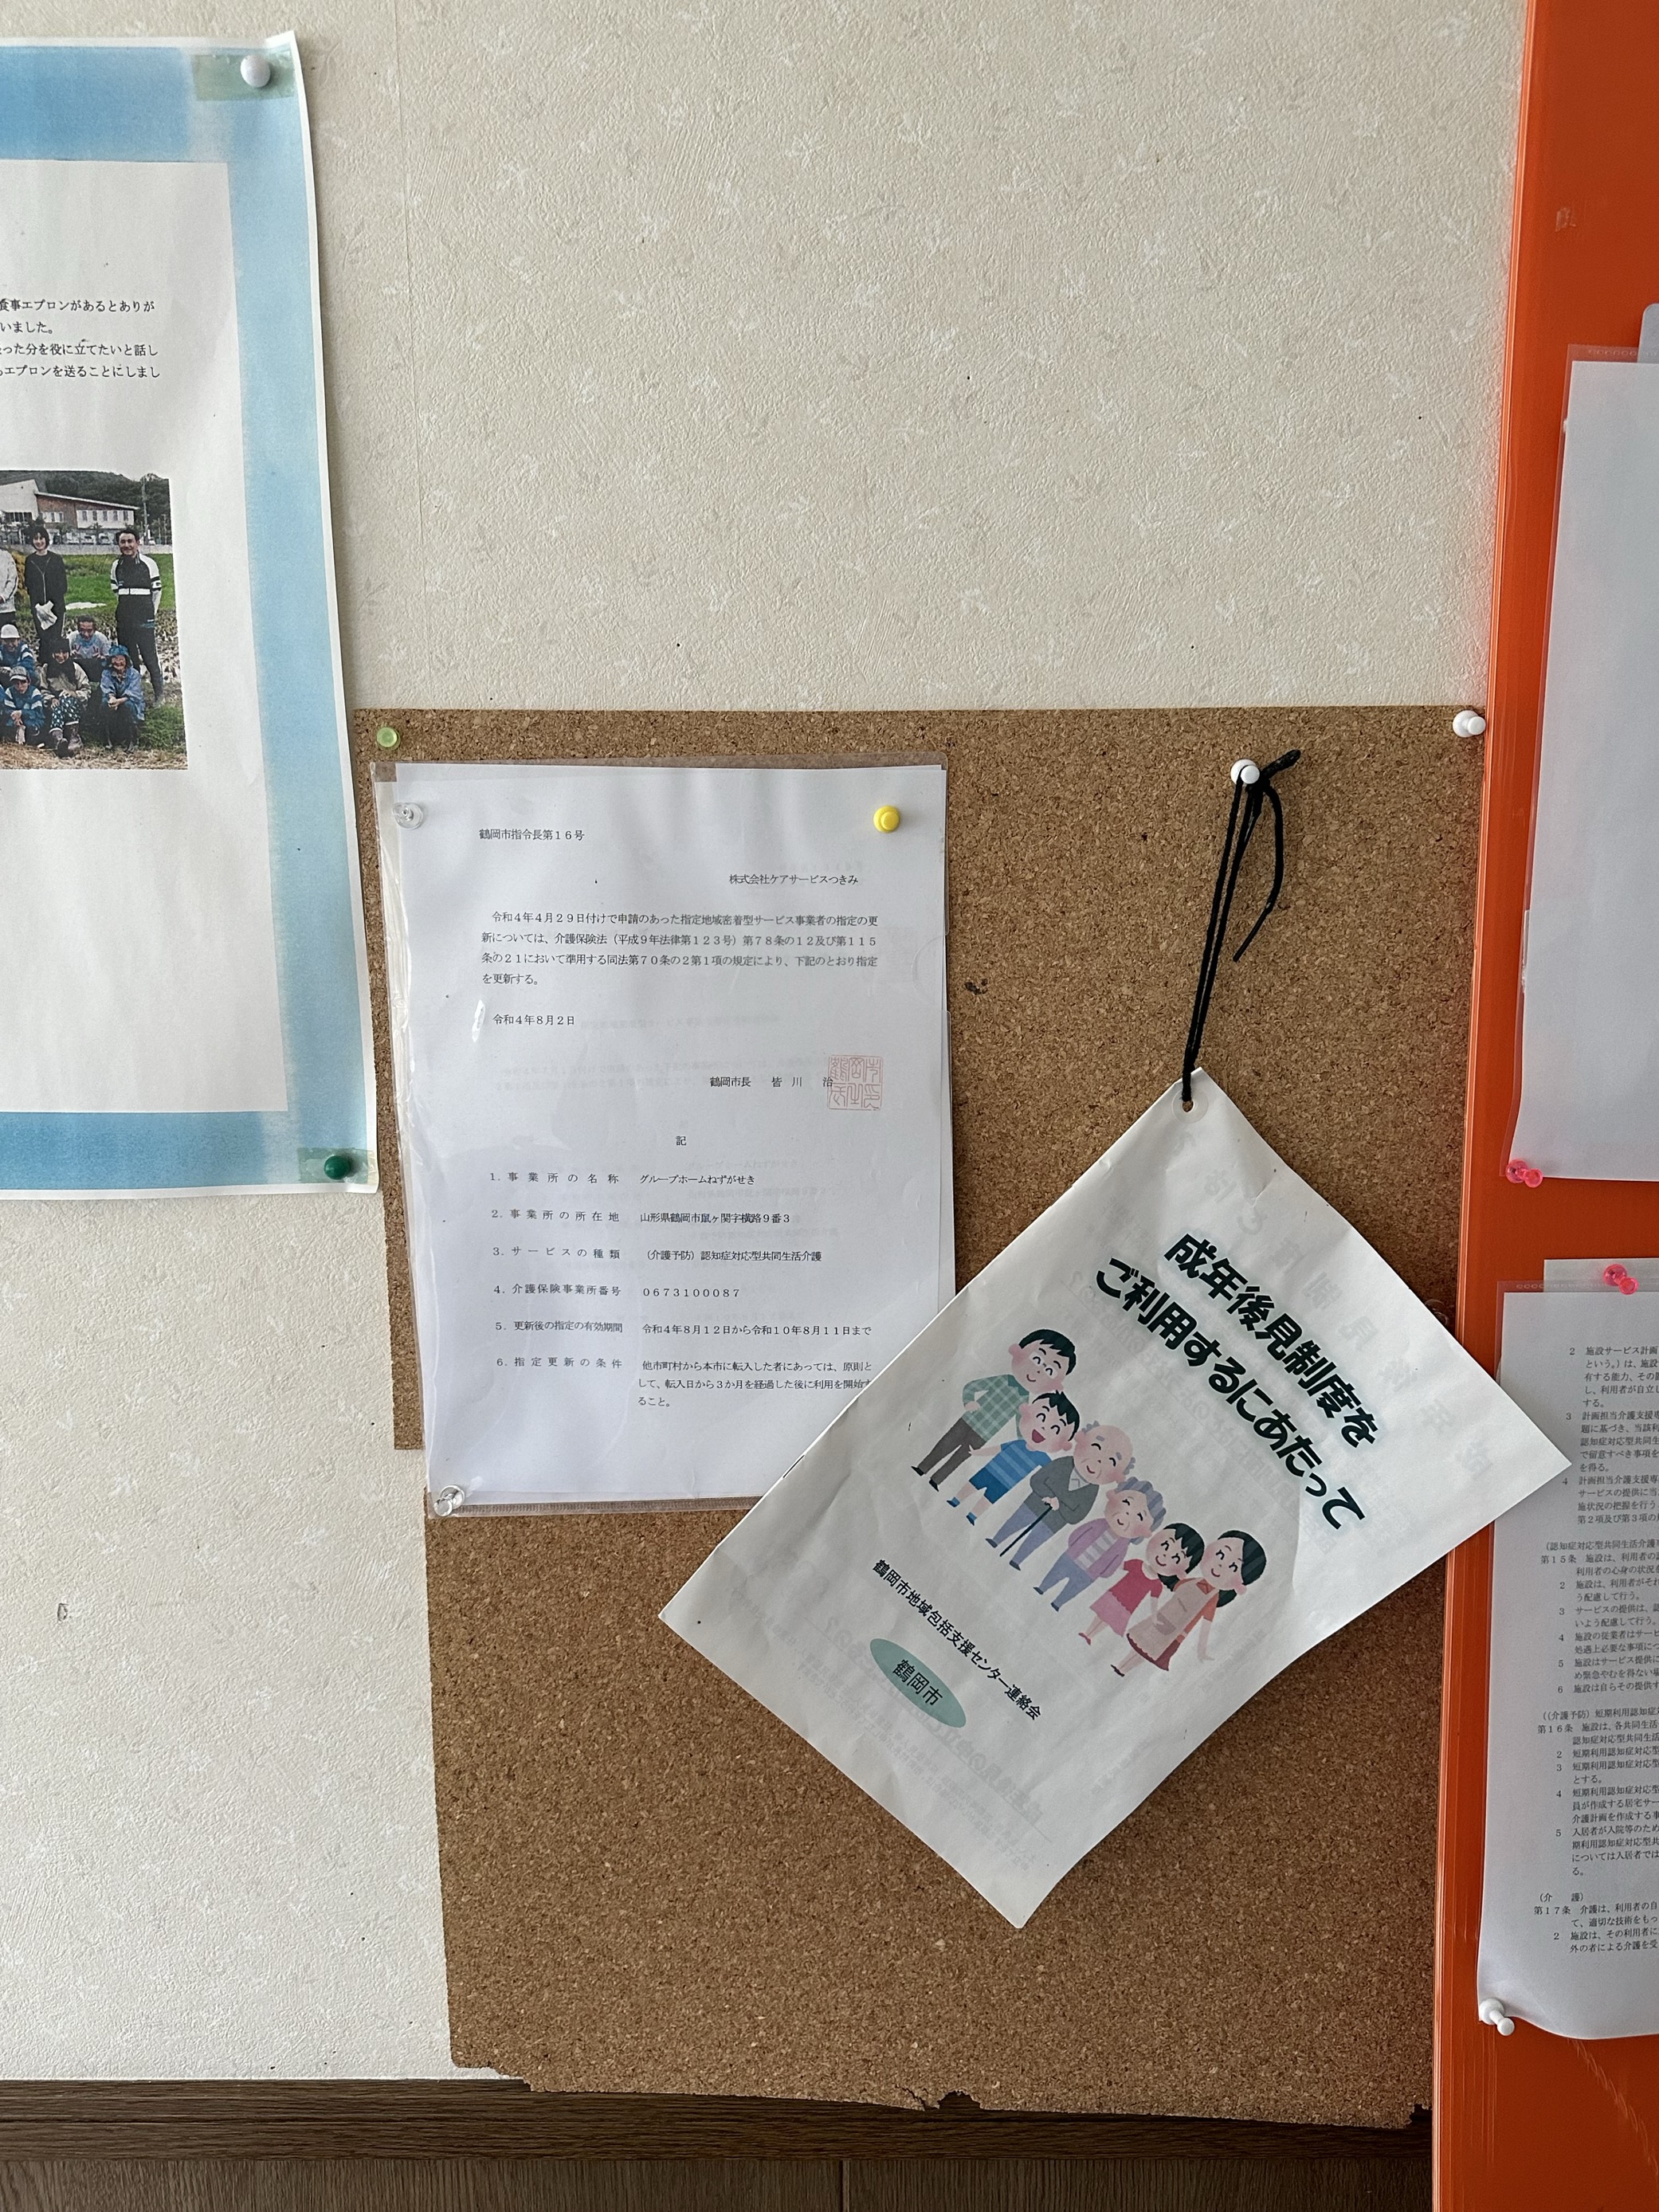 食事エプロンがあるとありが
いました。
った分を役に立てたいと話し
エプロンを送ることにしまし
鶴岡市指令長第１６号
株式会社ケアサービスつきみ
令和４年４月２９日付けで申請のあった指定地域密着型サービス事業者の指定の更
新については、介護保険法（平成９年法律第１２３号）第７８条の１２及び第１１５
条の２１において準用する同法第７０条の２第１項の規定により、下記のとおり指定
を更新する。
令和４年８月２日
鶴岡市長　皆　川　治
記
１．事業所の名称　グループホームねずがせき
２．事業所の所在地　山形県鶴岡市鼠ヶ関字横路９番３
３．サービスの種類　（介護予防）認知症対応型共同生活介護
４．介護保険事業所番号　０６７３１０００８７
５．更新後の指定の有効期間　令和４年８月１２日から令和１０年８月１１日まで
６．指定更新の条件　他市町村から本市に転入した者にあっては、原則と
して、転入日から３か月を経過した後に利用を開始す
ること。
成年後見制度を
ご利用するにあたって
鶴岡市地域包括支援センター連絡会
鶴岡市
２　施設サービス計画
という。）は、施設
有する能力、その置
し、利用者が自立し
する。
３　計画担当介護支援専
題に基づき、当該利
認知症対応型共同生
で留意すべき事項を
を得る。
４　計画担当介護支援専
サービスの提供に当
施状況の把握を行う
第２項及び第３項の
（認知症対応型共同生活介護
第１５条　施設は、利用者の認
利用者の心身の状況を
２　施設は、利用者がそれ
う配慮して行う。
３　サービスの提供は、認
いよう配慮して行う。
４　施設の従業者はサービ
処遇上必要な事項につ
５　施設はサービス提供に
め緊急やむを得ない場
６　施設は自らその提供す
（（介護予防）短期利用認知症対
第１６条　施設は、各共同生活
認知症対応型共同生活
２　短期利用認知症対応型
３　短期利用認知症対応型
とする。
４　短期利用認知症対応型
員が作成する居宅サー
介護計画を作成する事
５　入居者が入院等のため
期利用認知症対応型共
については入居者では
る。
（介　護）
第１７条　介護は、利用者の自
て、適切な技術をもっ
２　施設は、その利用者に
外の者による介護を受